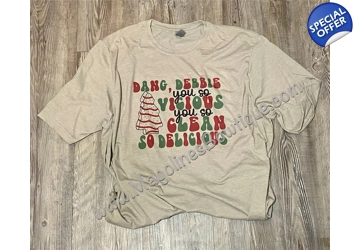 SPECIAL
OFFER
DANG, DEBBIE
you so
VICIOUS
you so
CLEAN
SO DELICIOUS